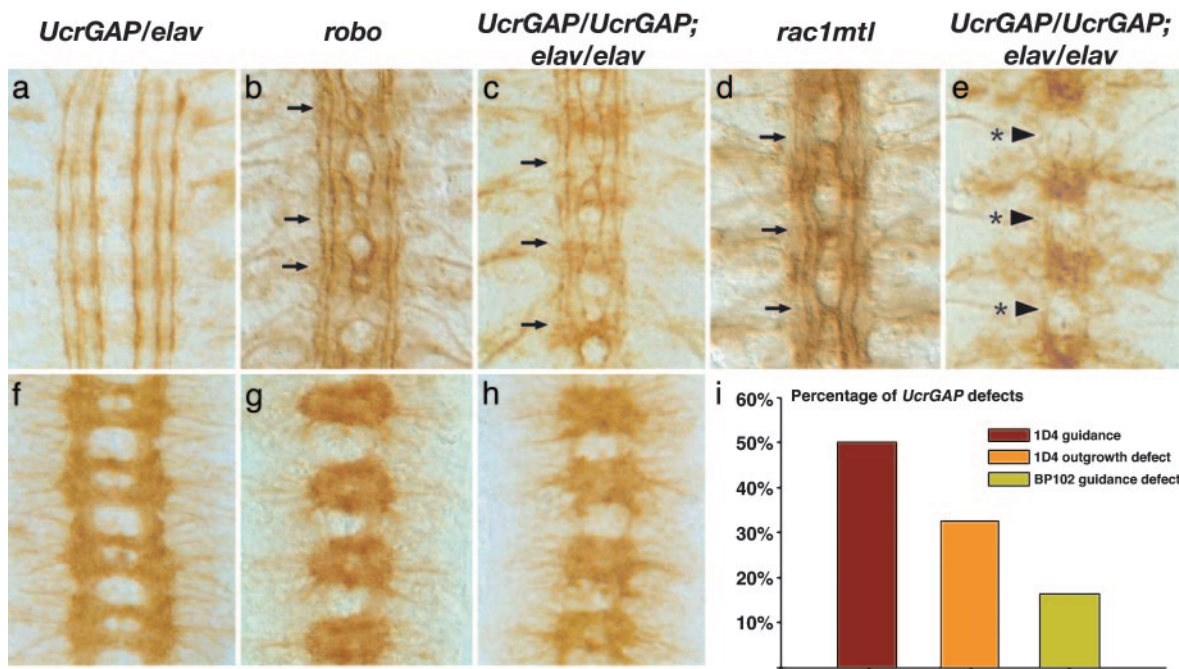 UcrGAP/elav
robo
UcrGAP/UcrGAP;
elav/elav
rac1mtl
UcrGAP/UcrGAP;
elav/elav
a
b
c
d
e
*
*
*
f
g
h
i
Percentage of UcrGAP defects
60%
50%
40%
30%
20%
10%
1D4 guidance
1D4 outgrowth defect
BP102 guidance defect